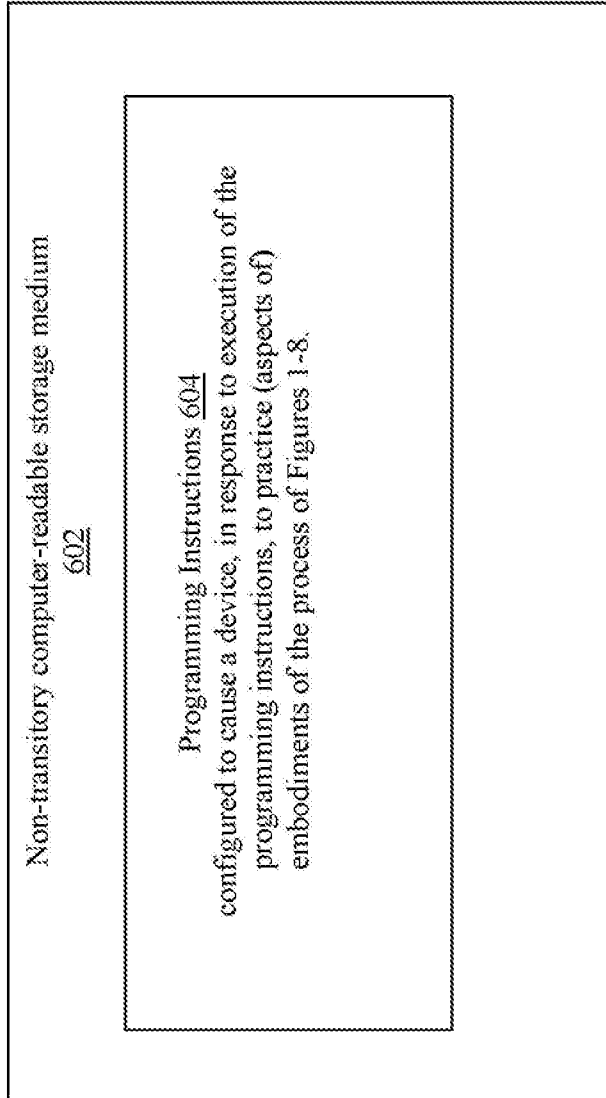 Non-transitory computer-readable storage medium
602
Programming Instructions 604
configured to cause a device, in response to execution of the
programming instructions, to practice (aspects of)
embodiments of the process of Figures 1-8.